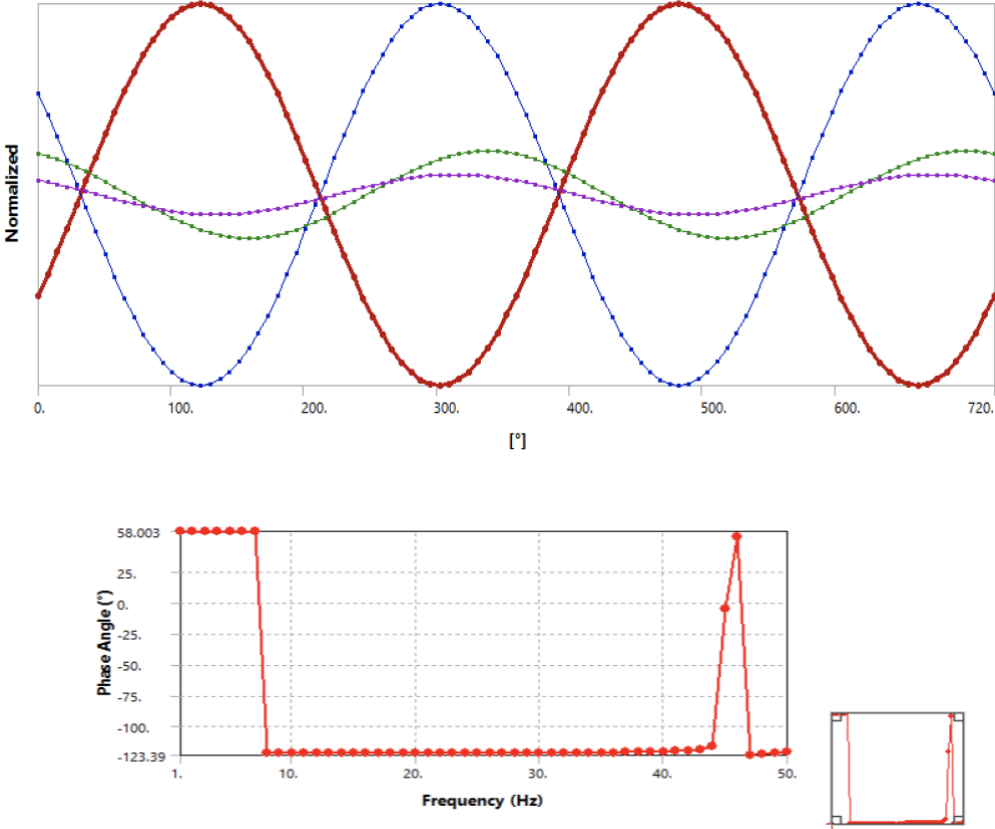 Normalized
0. 100. 200. 300. 400. 500. 600. 720.
[°]
Phase Angle (°)
58.003
25.
0.
-25.
-50.
-75.
-100.
-123.39
1. 10. 20. 30. 40. 50.
Frequency (Hz)